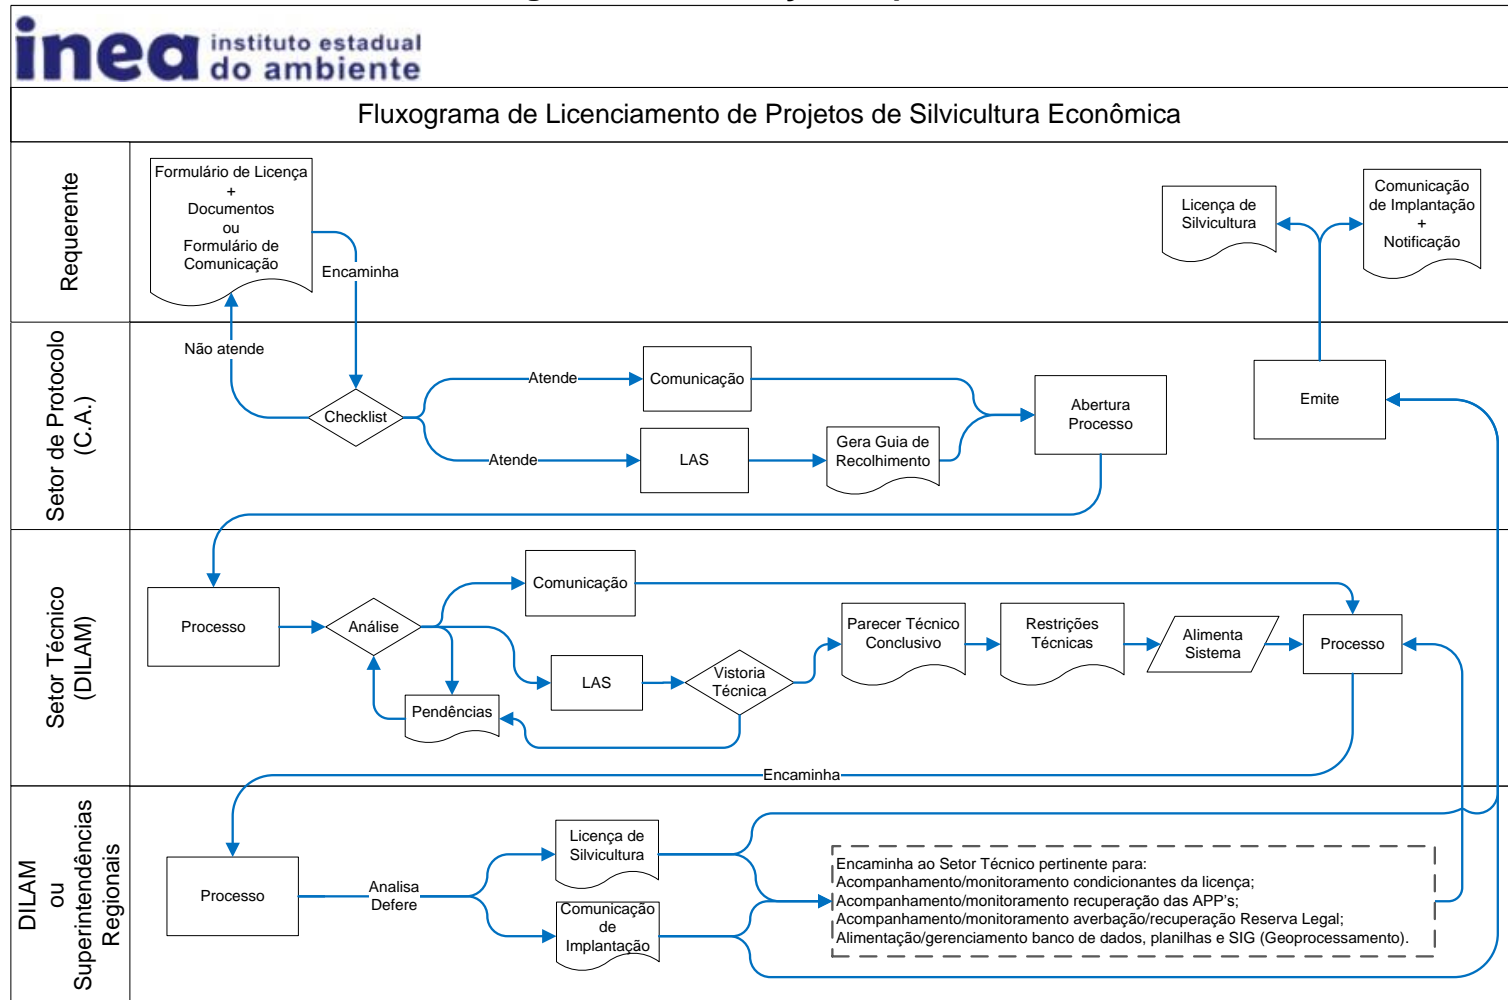 inea instituto estadual
do ambiente
Fluxograma de Licenciamento de Projetos de Silvicultura Econômica
Requerente
Formulário de Licença
+
Documentos
ou
Formulário de
Comunicação
Encaminha
Não atende
Licença de
Silvicultura
Comunicação
de Implantação
+
Notificação
Setor de Protocolo
(C.A.)
Checklist
Atende
Comunicação
Atende
LAS
Gera Guia de
Recolhimento
Abertura
Processo
Emite
Setor Técnico
(DILAM)
Processo
Análise
Comunicação
Pendências
LAS
Vistoria
Técnica
Parecer Técnico
Conclusivo
Restrições
Técnicas
Alimenta
Sistema
Processo
Encaminha
DILAM
ou
Superintendências
Regionais
Processo
Analisa
Defere
Licença de
Silvicultura
Comunicação
de
Implantação
Encaminha ao Setor Técnico pertinente para:
Acompanhamento/monitoramento condicionantes da licença;
Acompanhamento/monitoramento recuperação das APP's;
Acompanhamento/monitoramento averbação/recuperação Reserva Legal;
Alimentação/gerenciamento banco de dados, planilhas e SIG (Geoprocessamento).